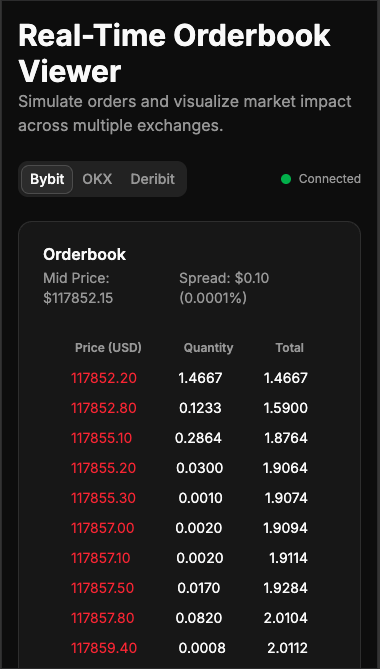 Real-Time Orderbook
Viewer
Simulate orders and visualize market impact
across multiple exchanges.
Bybit OKX Deribit Connected
Orderbook
Mid Price: Spread: $0.10
$117852.15 (0.0001%)
Price (USD) Quantity Total
117852.20 1.4667 1.4667
117852.80 0.1233 1.5900
117855.10 0.2864 1.8764
117855.20 0.0300 1.9064
117855.30 0.0010 1.9074
117857.00 0.0020 1.9094
117857.10 0.0020 1.9114
117857.50 0.0170 1.9284
117857.80 0.0820 2.0104
117859.40 0.0008 2.0112